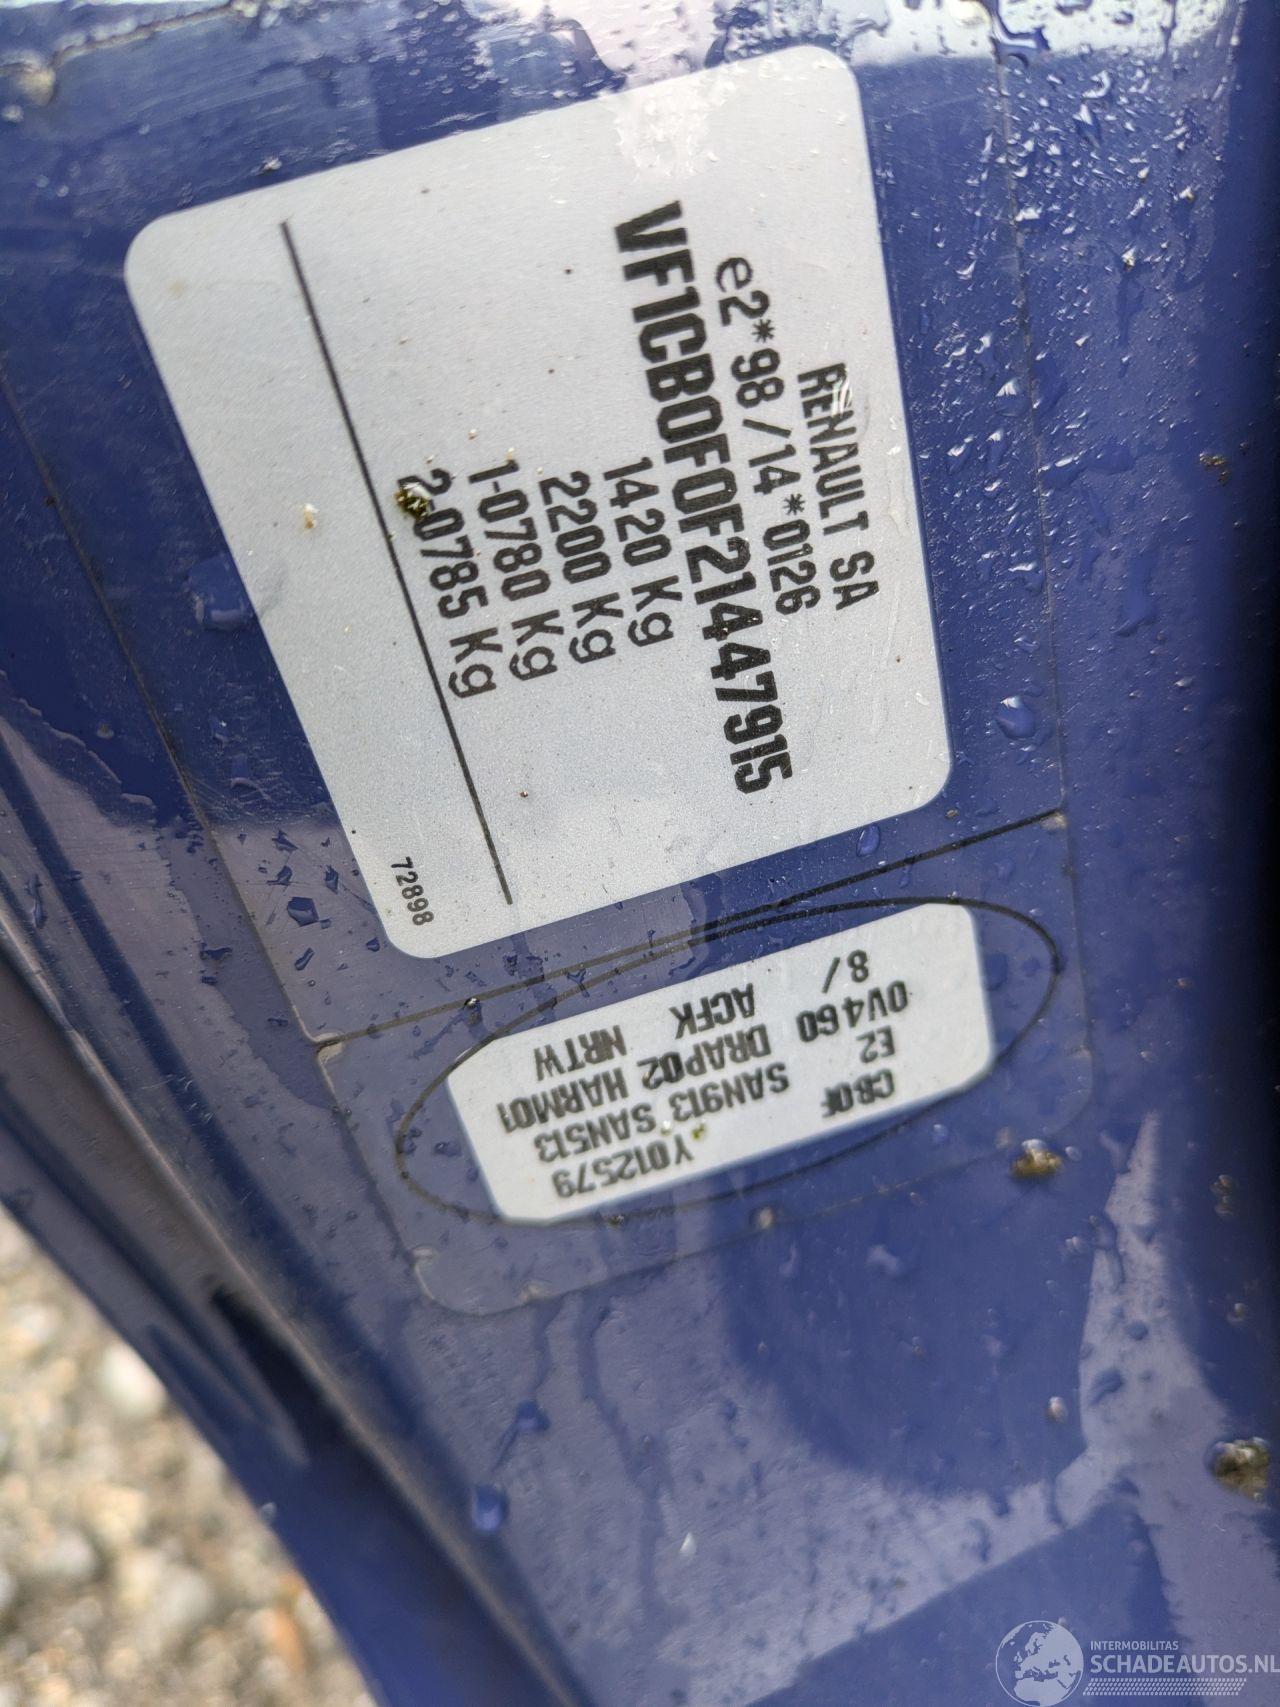 RENAULT SA
e2*98/14*0126
VF1CB0F0F21447915
1420 Kg
2200 Kg
1-0780 Kg
2-0785 Kg
72898
CB0F SAN913 SAN513 Y012579
E2 DRAP02 HARM01
0V460 ACFK NRTW
8/
INTERMOBILITAS
SCHADEAUTOS.NL